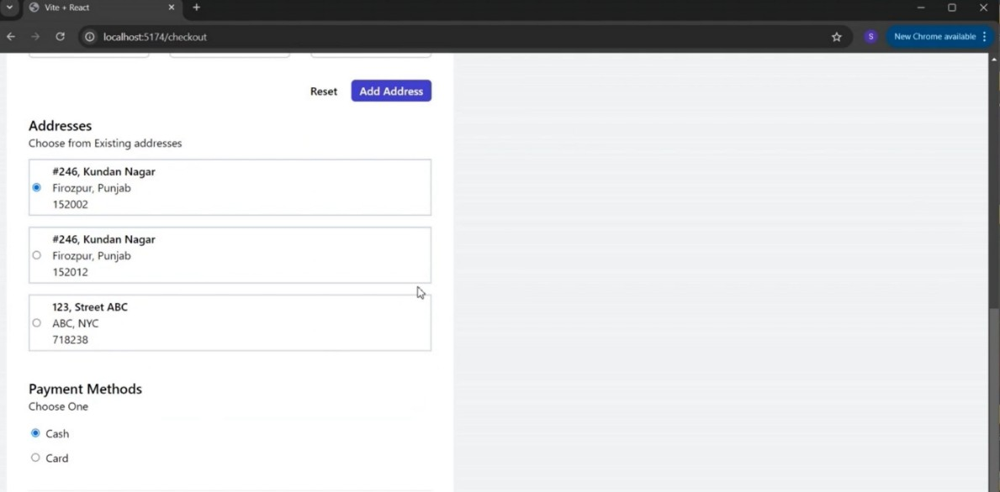 Vite + React
localhost:5174/checkout
S
New Chrome available
Reset
Add Address
Addresses
Choose from Existing addresses
#246, Kundan Nagar
Firozpur, Punjab
152002
#246, Kundan Nagar
Firozpur, Punjab
152012
123, Street ABC
ABC, NYC
718238
Payment Methods
Choose One
Cash
Card